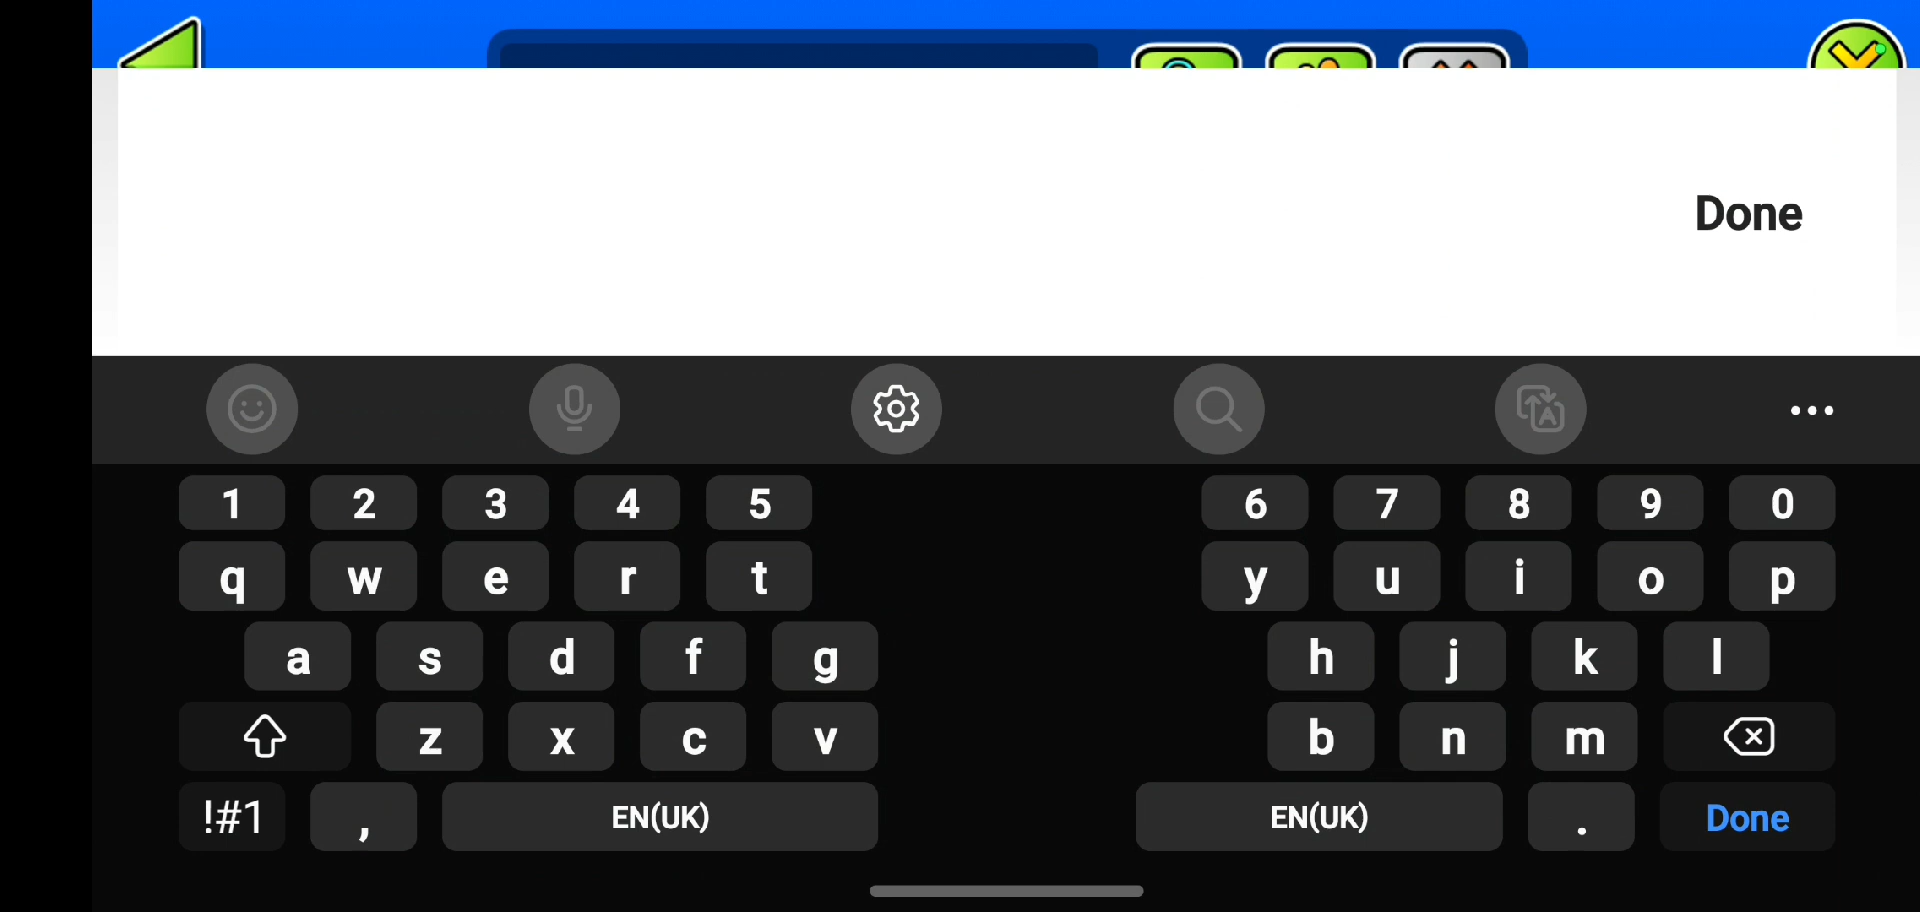 Done
1 2 3 4 5 6 7 8 9 0
q w e r t y u i o p
a s d f g h j k l
z x c v b n m
!#1 , EN(UK) EN(UK) . Done